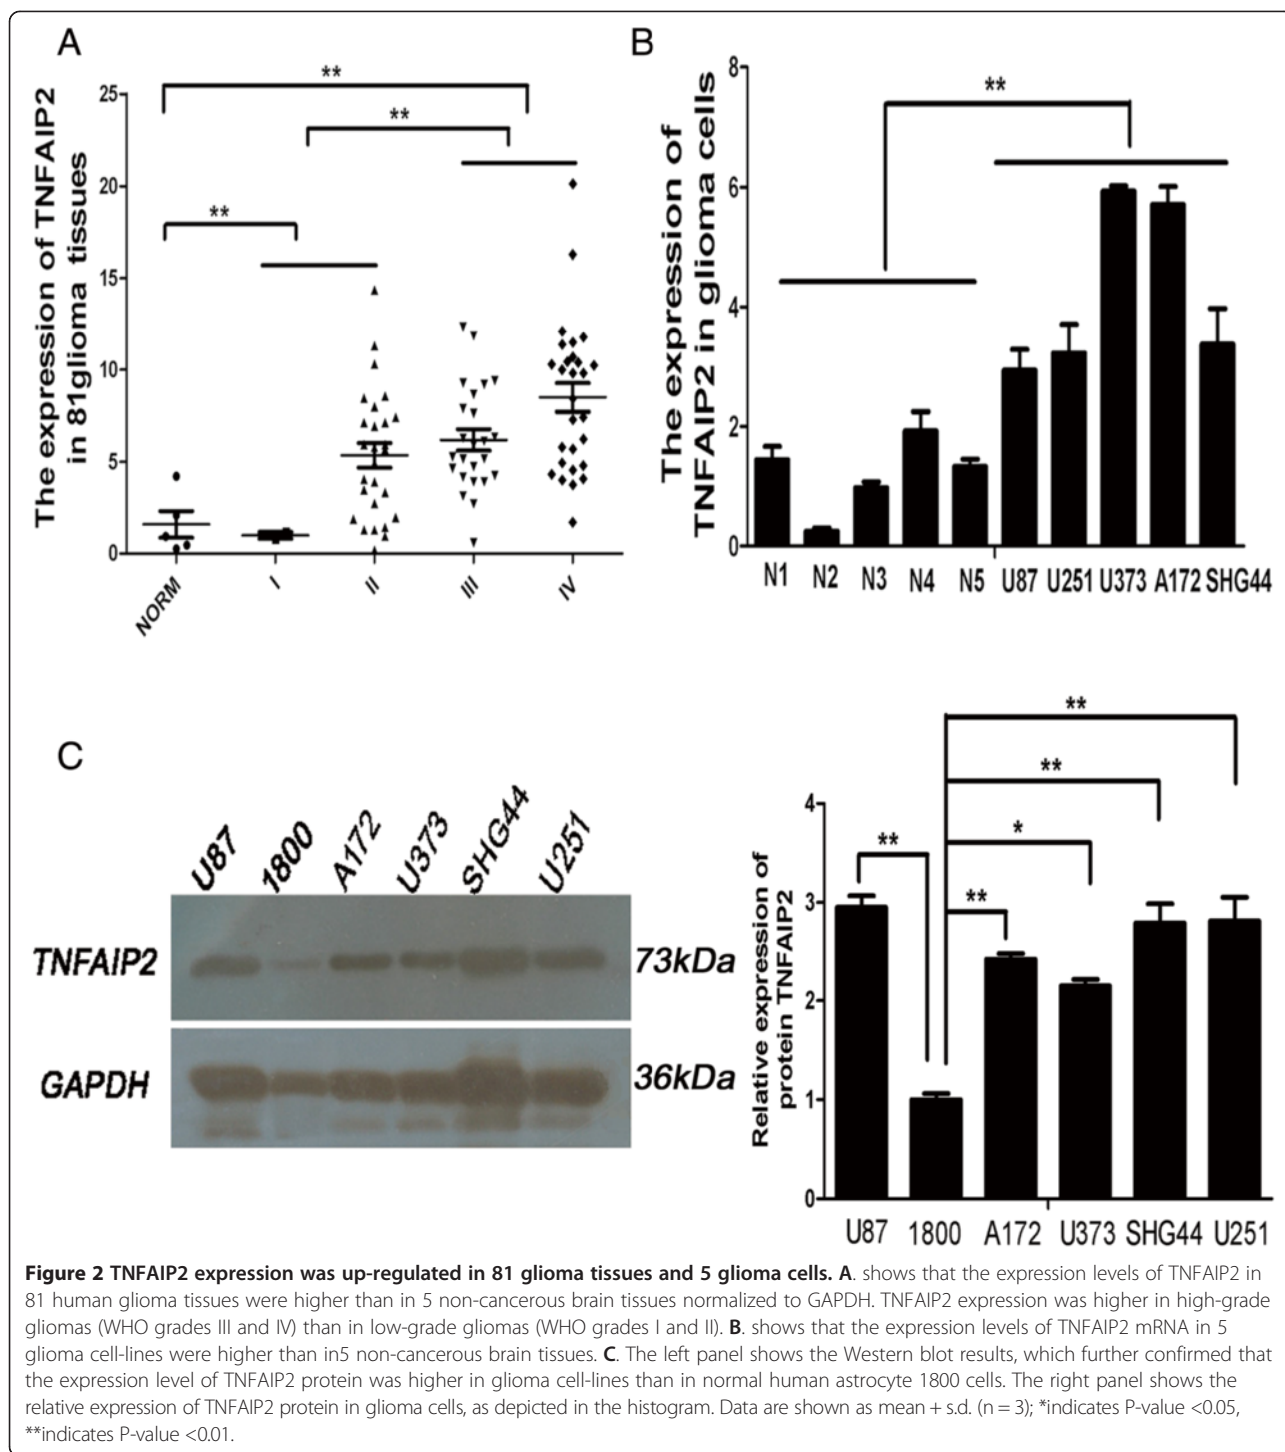 A
The expression of TNFAIP2
in 81glioma tissues
25
20
15
10
5
0
**
**
**
NORM
I
II
III
IV
B
The expression of
TNFAIP2 in glioma cells
8
6
4
2
0
**
N1 N2 N3 N4 N5 U87 U251 U373 A172 SHG44
C
U87 1800 A172 U373 SHG44 U251
TNFAIP2 73kDa
GAPDH 36kDa
Relative expression of
protein TNFAIP2
4
3
2
1
0
**
**
*
**
**
U87 1800 A172 U373 SHG44 U251
Figure 2 TNFAIP2 expression was up-regulated in 81 glioma tissues and 5 glioma cells. A. shows that the expression levels of TNFAIP2 in
81 human glioma tissues were higher than in 5 non-cancerous brain tissues normalized to GAPDH. TNFAIP2 expression was higher in high-grade
gliomas (WHO grades III and IV) than in low-grade gliomas (WHO grades I and II). B. shows that the expression levels of TNFAIP2 mRNA in 5
glioma cell-lines were higher than in5 non-cancerous brain tissues. C. The left panel shows the Western blot results, which further confirmed that
the expression level of TNFAIP2 protein was higher in glioma cell-lines than in normal human astrocyte 1800 cells. The right panel shows the
relative expression of TNFAIP2 protein in glioma cells, as depicted in the histogram. Data are shown as mean + s.d. (n = 3); *indicates P-value <0.05,
**indicates P-value <0.01.